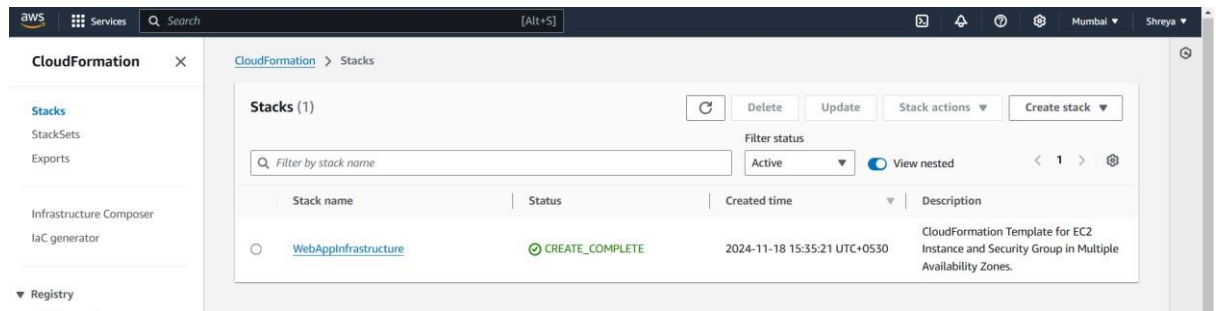 aws Services Search [Alt+S] Mumbai Shreya
CloudFormation
CloudFormation > Stacks
Stacks
StackSets
Exports
Infrastructure Composer
IaC generator
Registry
Stacks (1)
Delete Update Stack actions Create stack
Filter status
Filter by stack name Active View nested 1
Stack name Status Created time Description
WebAppInfrastructure CREATE_COMPLETE 2024-11-18 15:35:21 UTC+0530
CloudFormation Template for EC2
Instance and Security Group in Multiple
Availability Zones.